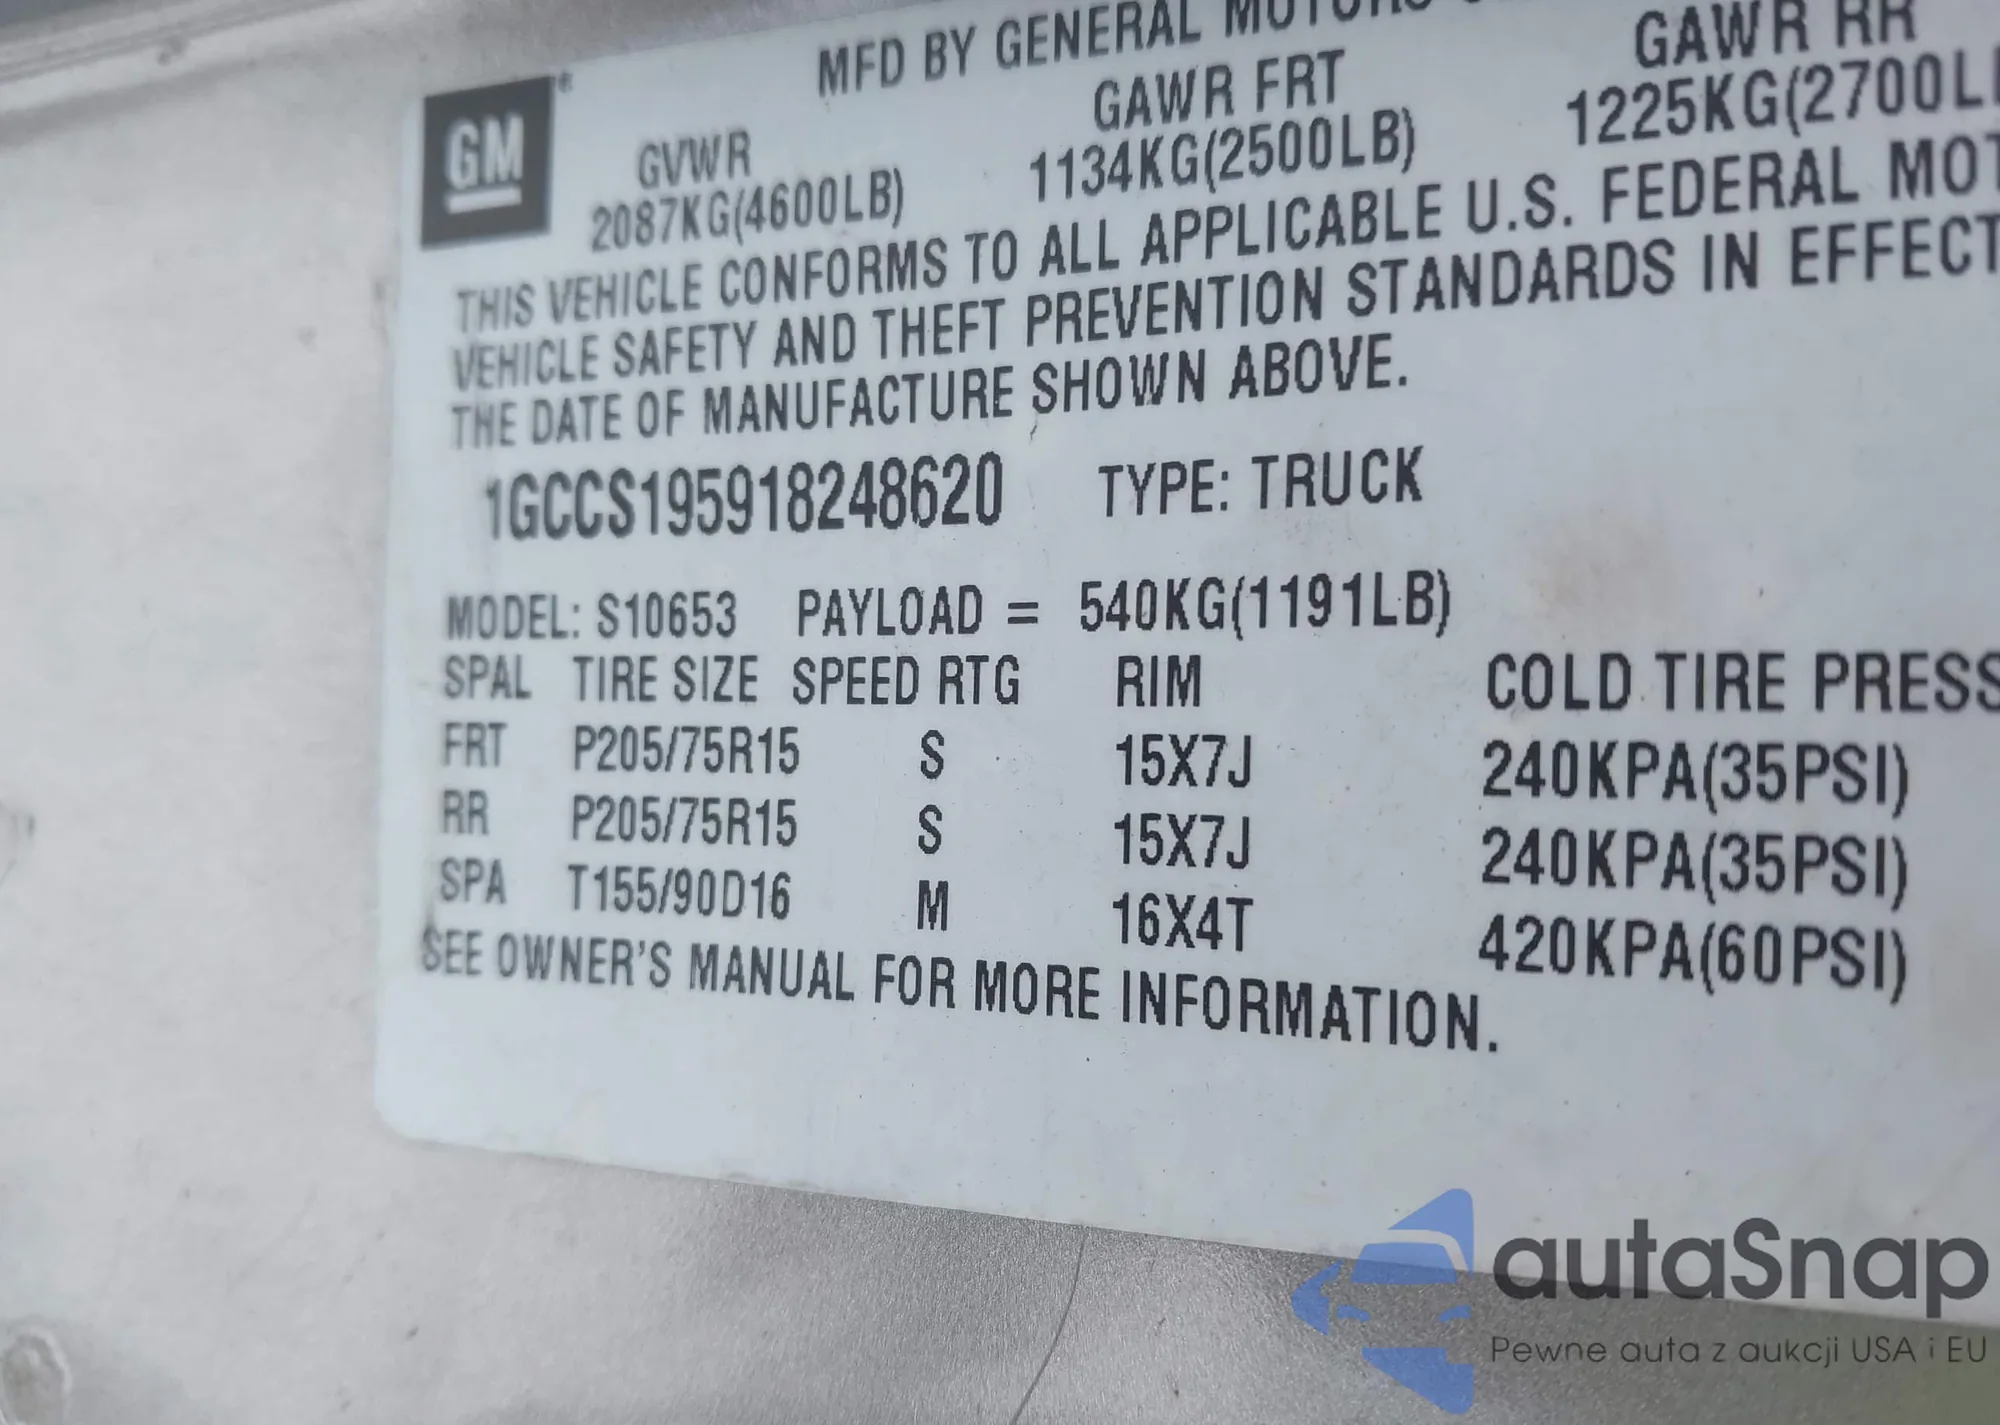 MFD BY GENERAL MOTORS
GM
GVWR GAWR FRT GAWR RR
2087KG(4600LB) 1134KG(2500LB) 1225KG(2700L
THIS VEHICLE CONFORMS TO ALL APPLICABLE U.S. FEDERAL MOT
VEHICLE SAFETY AND THEFT PREVENTION STANDARDS IN EFFECT
THE DATE OF MANUFACTURE SHOWN ABOVE.
1GCCS195918248620 TYPE: TRUCK
MODEL: S10653 PAYLOAD = 540KG(1191LB)
SPAL TIRE SIZE SPEED RTG RIM COLD TIRE PRESS
FRT P205/75R15 S 15X7J 240KPA(35PSI)
RR P205/75R15 S 15X7J 240KPA(35PSI)
SPA T155/90D16 M 16X4T 420KPA(60PSI)
SEE OWNER'S MANUAL FOR MORE INFORMATION.
autaSnap
Pewne auta z aukcji USA i EU